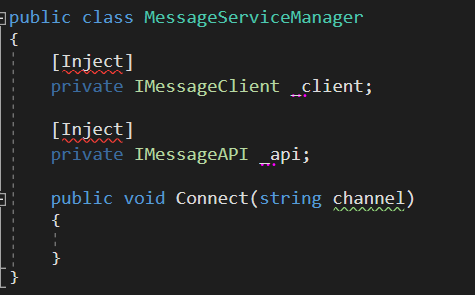 public class MessageServiceManager
{
[Inject]
private IMessageClient _client;
[Inject]
private IMessageAPI _api;
public void Connect(string channel)
{
}
}